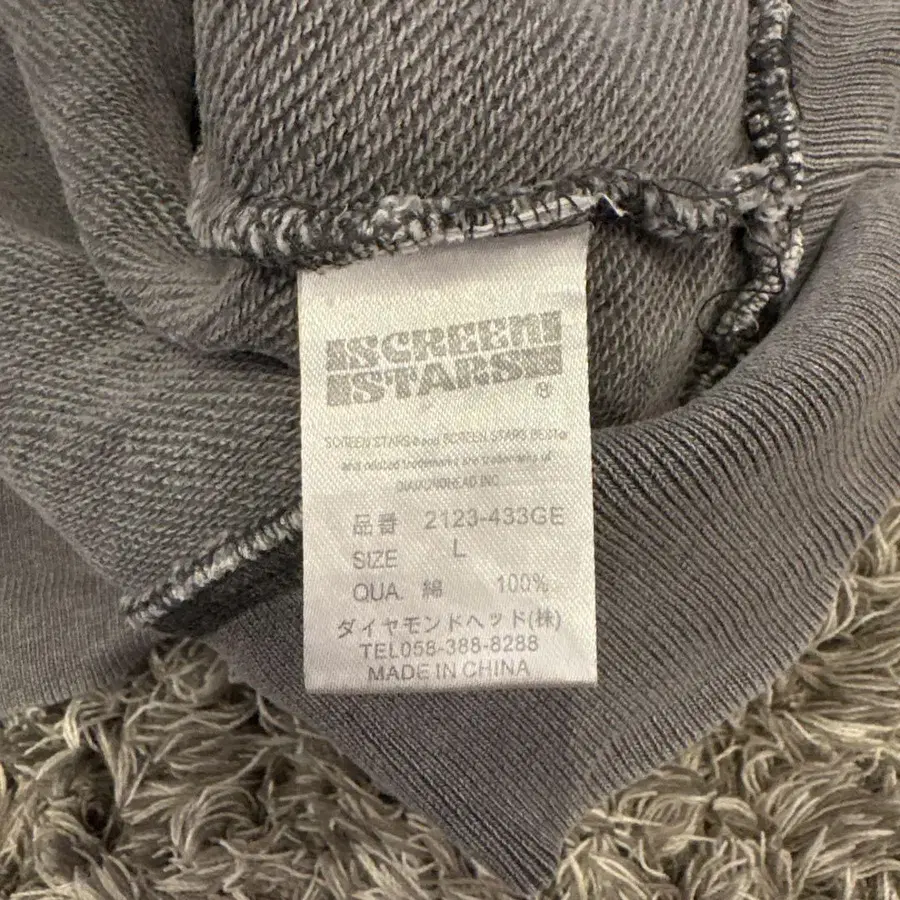 SCREEN
STARS®
SCREEN STARS® and SCREEN STARS BEST®
and related trademarks are trademarks of
DIAMONDHEAD INC.
品番 2123-433GE
SIZE L
QUA. 綿 100%
ダイヤモンドヘッド(株)
TEL058-388-8288
MADE IN CHINA